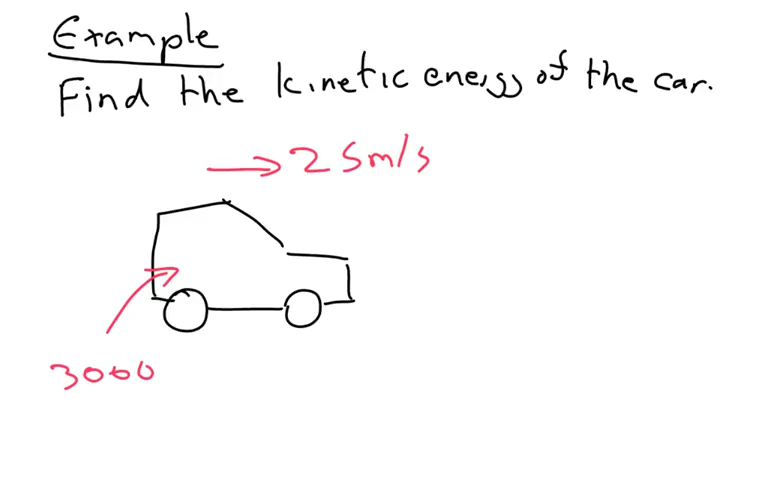 Example
Find the kinetic energy of the car.
25m/s
3000